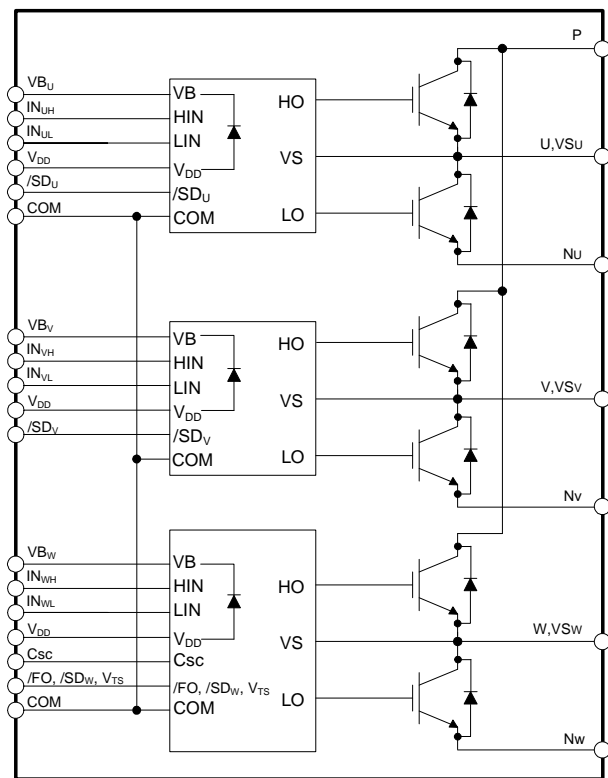 P
VBU
VB
INUH
HIN
HO
INUL
LIN
VDD
VDD
VS
U,VSU
/SDU
/SDU
COM
COM
LO
NU
VBV
VB
INVH
HIN
HO
INVL
LIN
VDD
VDD
VS
V,VSV
/SDV
/SDV
COM
LO
NV
VBW
VB
INWH
HIN
HO
INWL
LIN
VDD
VDD
VS
W,VSW
Csc
Csc
/FO, /SDW, VTS
/FO, /SDW, VTS
LO
COM
COM
NW